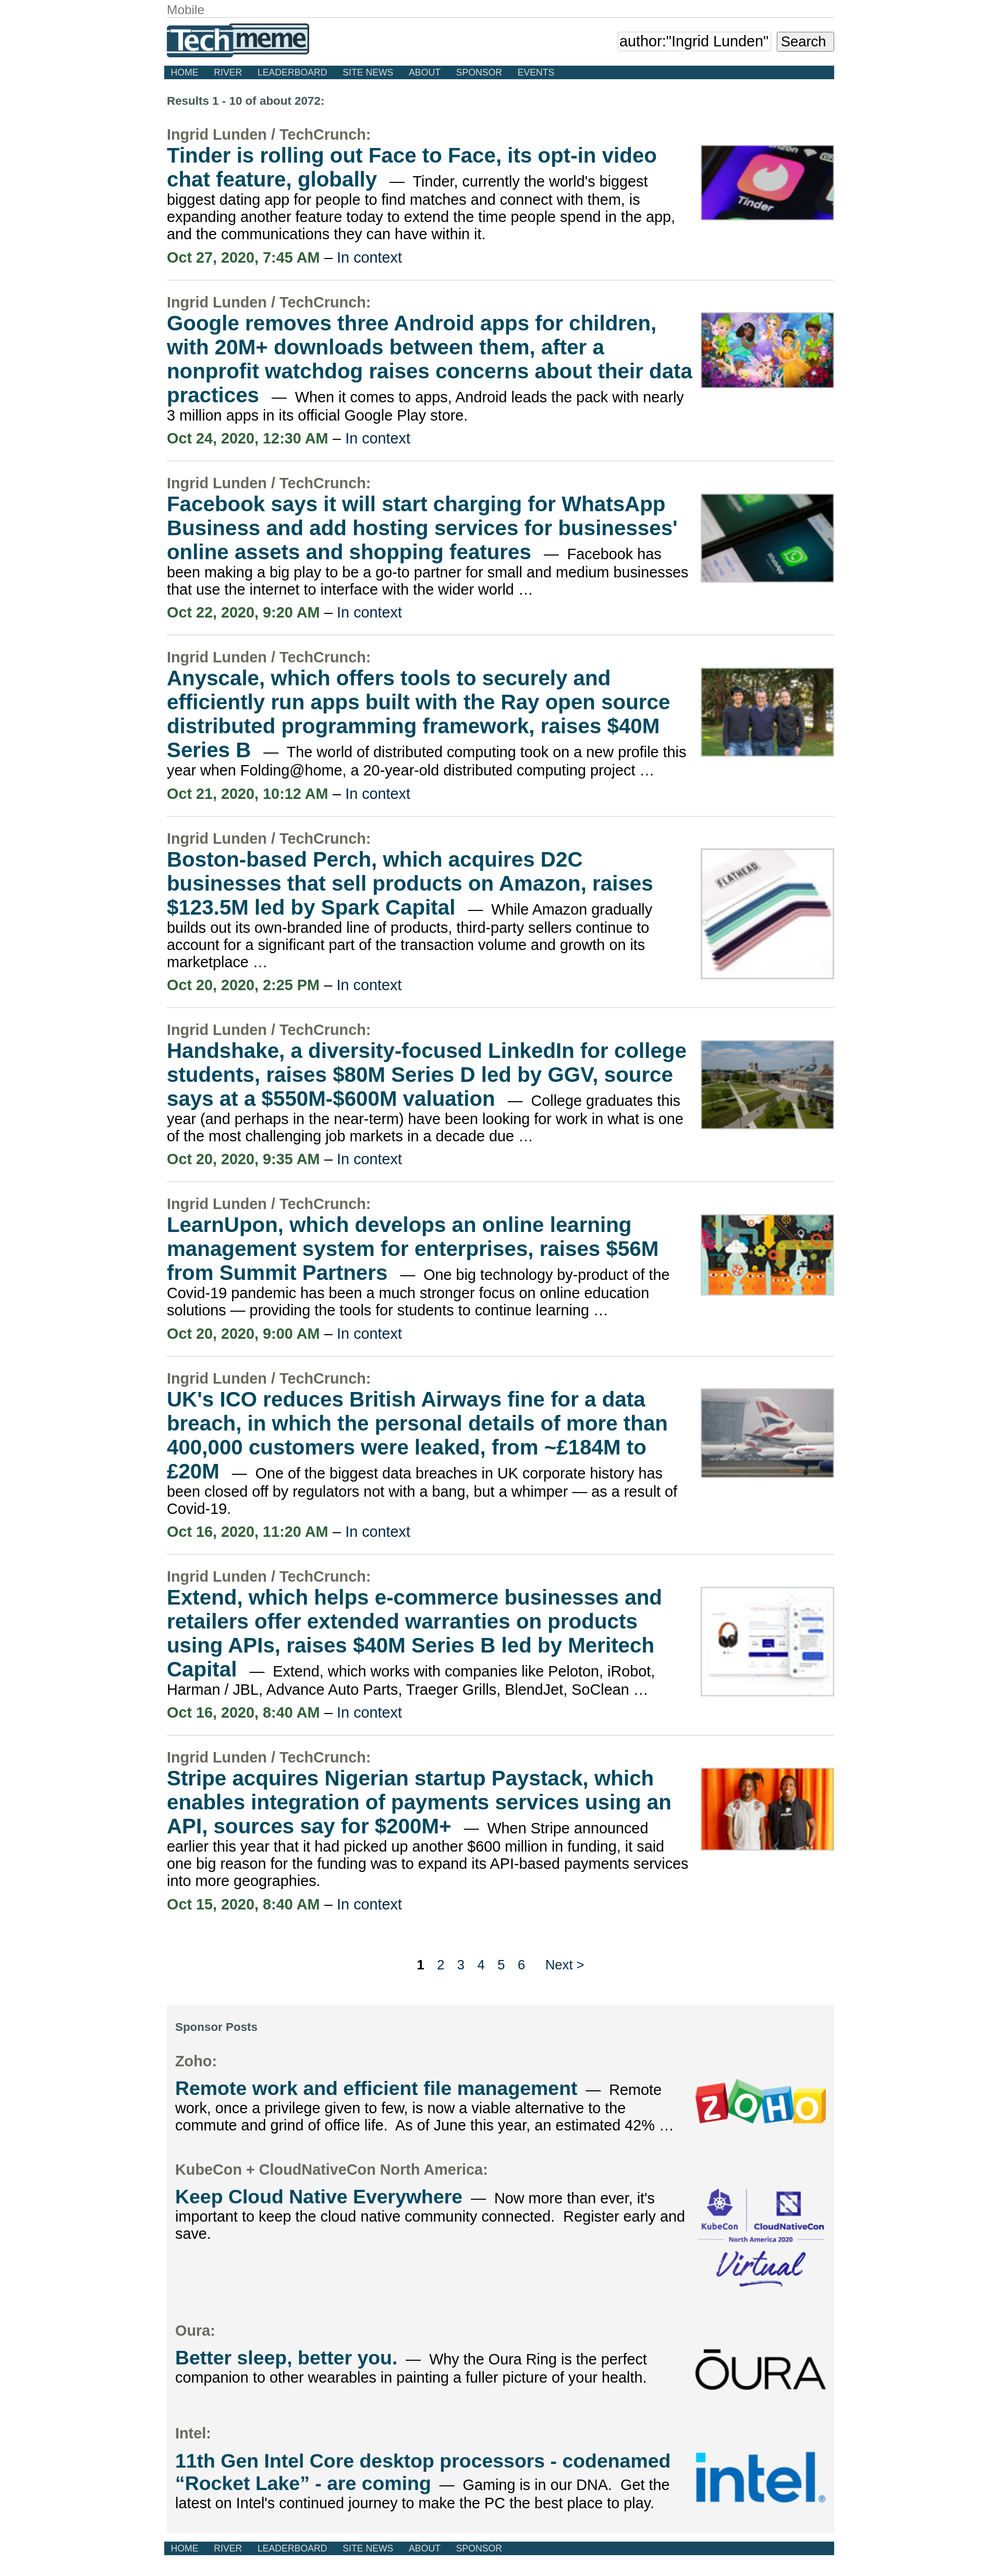 Mobile
Techmeme
author:"Ingrid Lunden" Search
HOME RIVER LEADERBOARD SITE NEWS ABOUT SPONSOR EVENTS
Results 1 - 10 of about 2072:
Ingrid Lunden / TechCrunch:
Tinder is rolling out Face to Face, its opt-in video
chat feature, globally — Tinder, currently the world's biggest
biggest dating app for people to find matches and connect with them, is
expanding another feature today to extend the time people spend in the app,
and the communications they can have within it.
Tinder
Oct 27, 2020, 7:45 AM – In context
Ingrid Lunden / TechCrunch:
Google removes three Android apps for children,
with 20M+ downloads between them, after a
nonprofit watchdog raises concerns about their data
practices — When it comes to apps, Android leads the pack with nearly
3 million apps in its official Google Play store.
Oct 24, 2020, 12:30 AM – In context
Ingrid Lunden / TechCrunch:
Facebook says it will start charging for WhatsApp
Business and add hosting services for businesses'
online assets and shopping features — Facebook has
been making a big play to be a go-to partner for small and medium businesses
that use the internet to interface with the wider world …
Oct 22, 2020, 9:20 AM – In context
Ingrid Lunden / TechCrunch:
Anyscale, which offers tools to securely and
efficiently run apps built with the Ray open source
distributed programming framework, raises $40M
Series B — The world of distributed computing took on a new profile this
year when Folding@home, a 20-year-old distributed computing project …
Oct 21, 2020, 10:12 AM – In context
Ingrid Lunden / TechCrunch:
Boston-based Perch, which acquires D2C
businesses that sell products on Amazon, raises
$123.5M led by Spark Capital — While Amazon gradually
builds out its own-branded line of products, third-party sellers continue to
account for a significant part of the transaction volume and growth on its
marketplace …
FLATHEAD
Oct 20, 2020, 2:25 PM – In context
Ingrid Lunden / TechCrunch:
Handshake, a diversity-focused LinkedIn for college
students, raises $80M Series D led by GGV, source
says at a $550M-$600M valuation — College graduates this
year (and perhaps in the near-term) have been looking for work in what is one
of the most challenging job markets in a decade due …
Oct 20, 2020, 9:35 AM – In context
Ingrid Lunden / TechCrunch:
LearnUpon, which develops an online learning
management system for enterprises, raises $56M
from Summit Partners — One big technology by-product of the
Covid-19 pandemic has been a much stronger focus on online education
solutions — providing the tools for students to continue learning …
Oct 20, 2020, 9:00 AM – In context
Ingrid Lunden / TechCrunch:
UK's ICO reduces British Airways fine for a data
breach, in which the personal details of more than
400,000 customers were leaked, from ~£184M to
£20M — One of the biggest data breaches in UK corporate history has
been closed off by regulators not with a bang, but a whimper — as a result of
Covid-19.
Oct 16, 2020, 11:20 AM – In context
Ingrid Lunden / TechCrunch:
Extend, which helps e-commerce businesses and
retailers offer extended warranties on products
using APIs, raises $40M Series B led by Meritech
Capital — Extend, which works with companies like Peloton, iRobot,
Harman / JBL, Advance Auto Parts, Traeger Grills, BlendJet, SoClean …
Oct 16, 2020, 8:40 AM – In context
Ingrid Lunden / TechCrunch:
Stripe acquires Nigerian startup Paystack, which
enables integration of payments services using an
API, sources say for $200M+ — When Stripe announced
earlier this year that it had picked up another $600 million in funding, it said
one big reason for the funding was to expand its API-based payments services
into more geographies.
Oct 15, 2020, 8:40 AM – In context
1 2 3 4 5 6 Next >
Sponsor Posts
Zoho:
Remote work and efficient file management — Remote
work, once a privilege given to few, is now a viable alternative to the
commute and grind of office life. As of June this year, an estimated 42% …
ZOHO
KubeCon + CloudNativeCon North America:
Keep Cloud Native Everywhere — Now more than ever, it's
important to keep the cloud native community connected. Register early and
save.
KubeCon CloudNativeCon
North America 2020
Virtual
Oura:
Better sleep, better you. — Why the Oura Ring is the perfect
companion to other wearables in painting a fuller picture of your health.
ŌURA
Intel:
11th Gen Intel Core desktop processors - codenamed
“Rocket Lake” - are coming — Gaming is in our DNA. Get the
latest on Intel's continued journey to make the PC the best place to play.
intel®
HOME RIVER LEADERBOARD SITE NEWS ABOUT SPONSOR